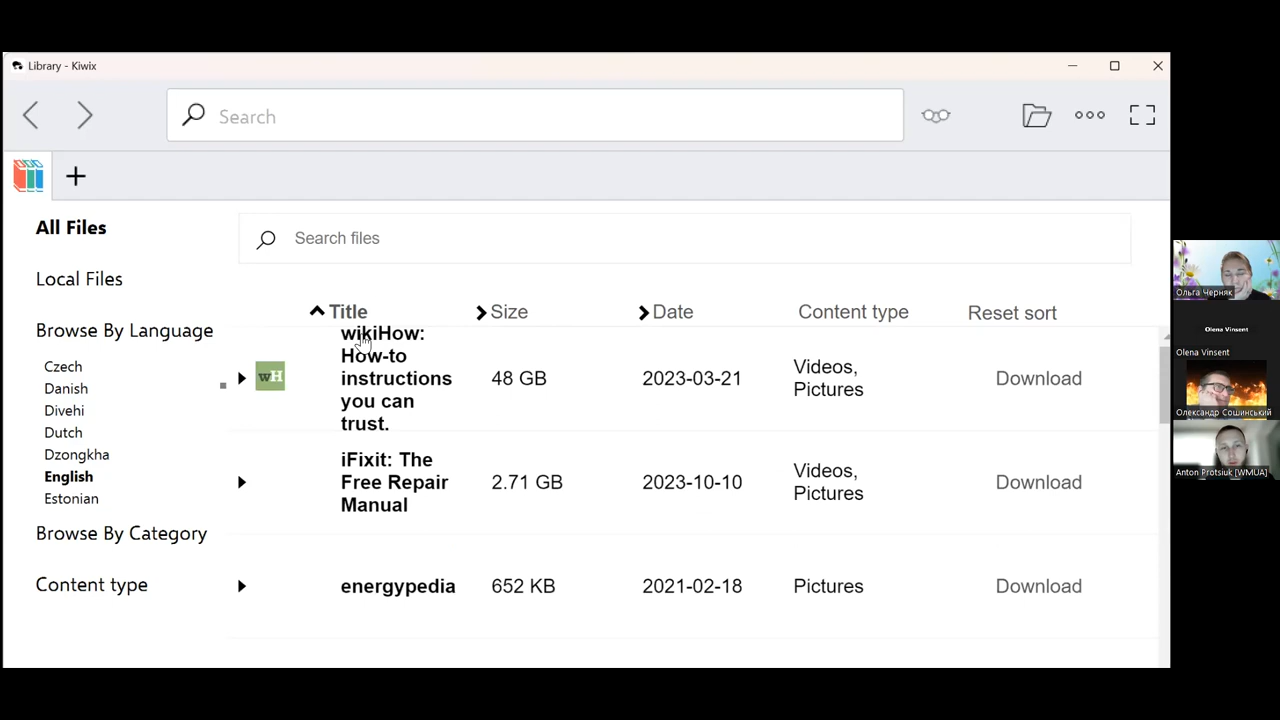 Library - Kiwix
Search
All Files
Search files
Local Files
Title
Size
Date
Content type
Reset sort
Browse By Language
Czech
Danish
Divehi
Dutch
Dzongkha
English
Estonian
Browse By Category
Content type
wH
wikiHow:
How-to
instructions
you can
trust.
48 GB
2023-03-21
Videos,
Pictures
Download
iFixit: The
Free Repair
Manual
2.71 GB
2023-10-10
Videos,
Pictures
Download
energypedia
652 KB
2021-02-18
Pictures
Download
Ольга Черняк
Olena Vinsent
Olena Vinsent
Олександр Сошинський
Anton Protsiuk [WMUA]